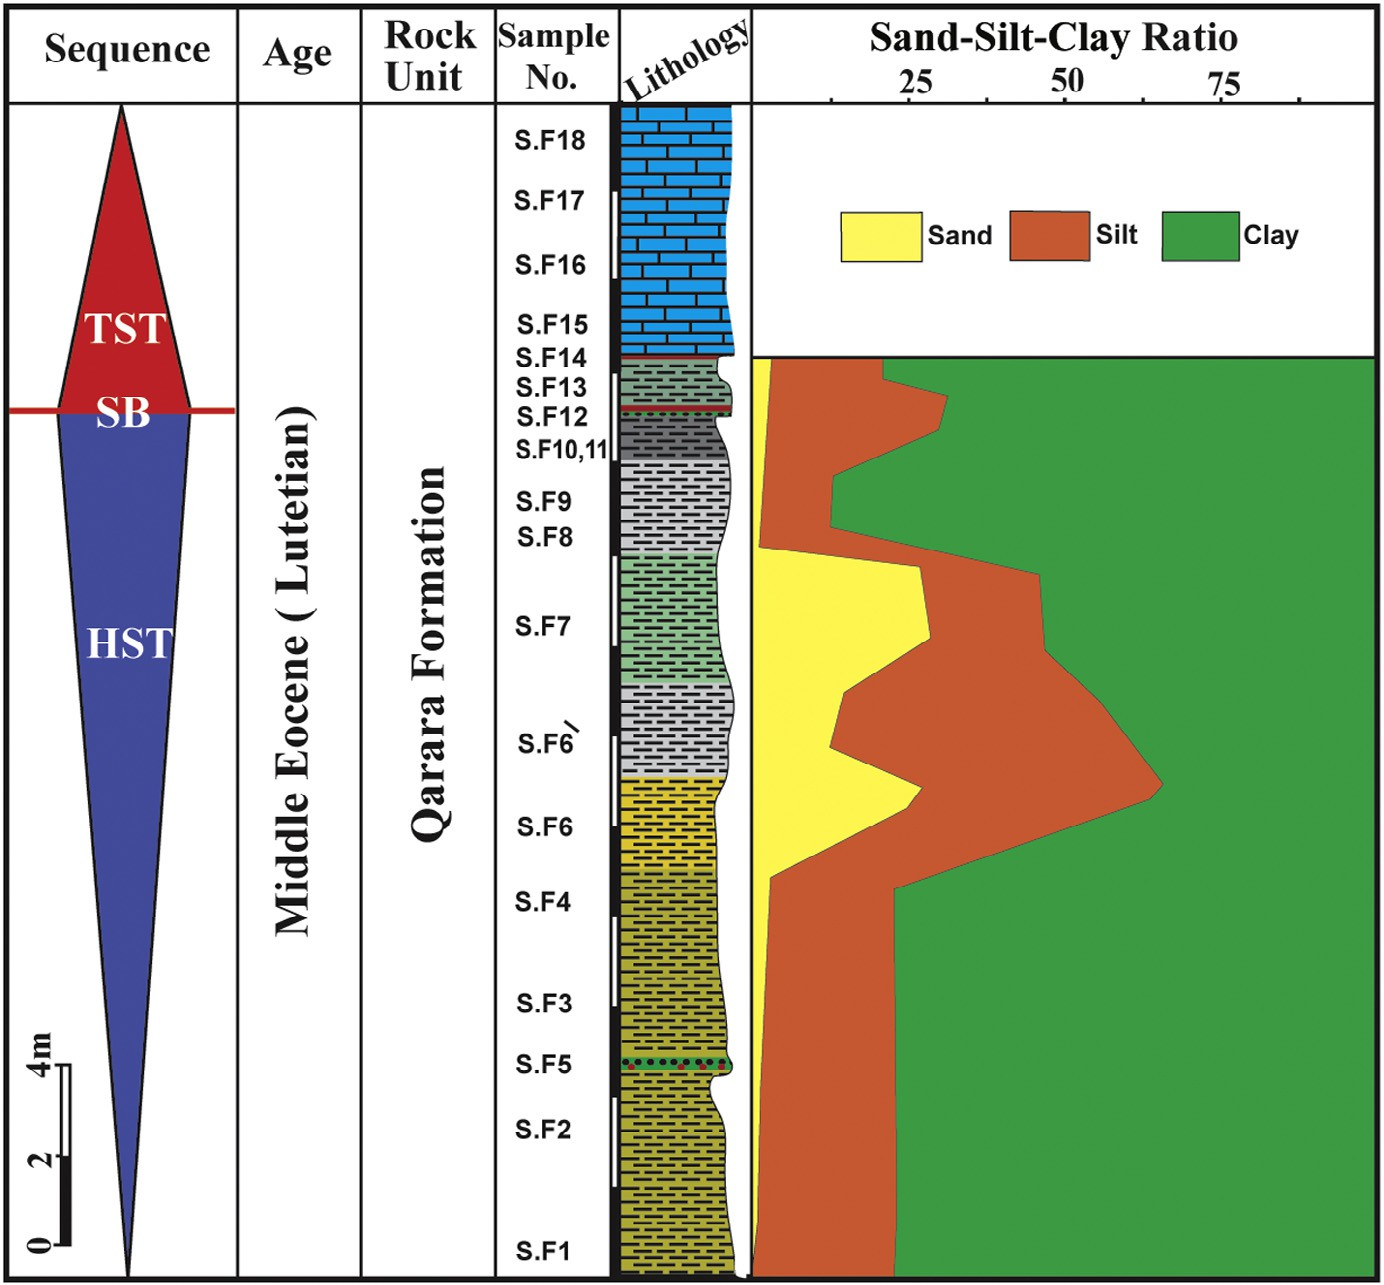 Sequence
Age
Rock
Unit
Sample
No.
Lithology
Sand-Silt-Clay Ratio
25 50 75
S.F18
S.F17
S.F16
S.F15
S.F14
S.F13
S.F12
S.F10,11
S.F9
S.F8
S.F7
S.F6/
S.F6
S.F4
S.F3
S.F5
S.F2
S.F1
Sand Silt Clay
TST
SB
HST
Middle Eocene ( Lutetian)
Qarara Formation
4m
2
0